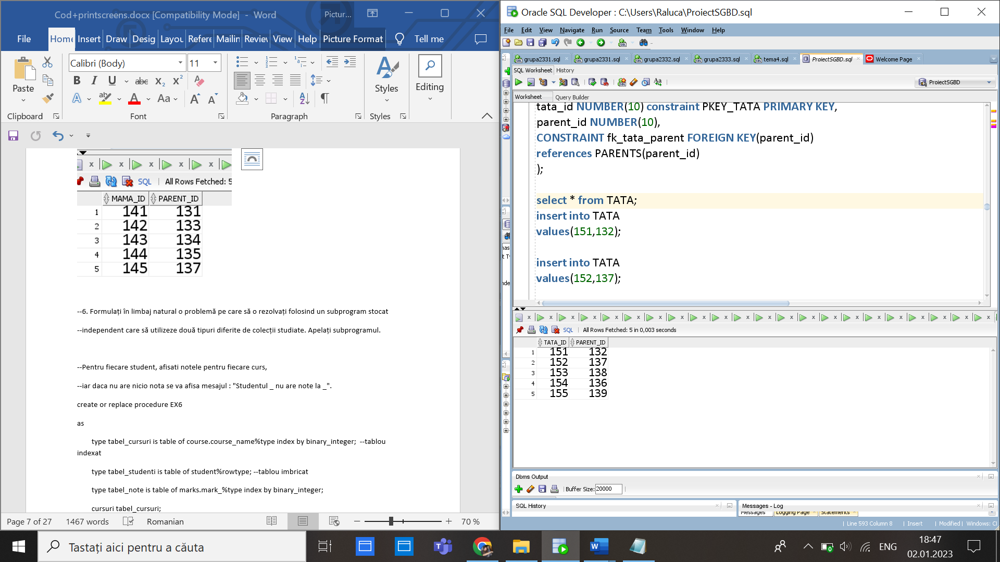 Cod+printscreens.docx [Compatibility Mode] - Word
Pictur...
File
Home
Insert
Draw
Desig
Layou
Refere
Mailin
Review
View
Help
Picture Format
Tell me
Paste
Calibri (Body)
11
Styles
Editing
Clipboard
Font
Paragraph
Styles
All Rows Fetched: 5
SQL
MAMA_ID PARENT_ID
1 141 131
2 142 133
3 143 134
4 144 135
5 145 137
--6. Formulați în limbaj natural o problemă pe care să o rezolvați folosind un subprogram stocat
--independent care să utilizeze două tipuri diferite de colecții studiate. Apelați subprogramul.
--Pentru fiecare student, afisati notele pentru fiecare curs,
--iar daca nu are nicio nota se va afisa mesajul : "Studentul _ nu are note la _".
create or replace procedure EX6
as
type tabel_cursuri is table of course.course_name%type index by binary_integer; --tablou
indexat
type tabel_studenti is table of student%rowtype; --tablou imbricat
type tabel_note is table of marks.mark_%type index by binary_integer;
cursuri tabel_cursuri;
Page 7 of 27
1467 words
Romanian
70 %
Oracle SQL Developer : C:\Users\Raluca\ProiectSGBD.sql
File Edit View Navigate Run Source Team Tools Window Help
grupa2331.sql
grupa2331.sql
grupa2332.sql
grupa2333.sql
tema4.sql
ProiectSGBD.sql
Welcome Page
SQL Worksheet History
ProiectSGBD
Worksheet Query Builder
tata_id NUMBER(10) constraint PKEY_TATA PRIMARY KEY,
parent_id NUMBER(10),
CONSTRAINT fk_tata_parent FOREIGN KEY(parent_id)
references PARENTS(parent_id)
);
select * from TATA;
insert into TATA
values(151,132);
insert into TATA
values(152,137);
SQL
All Rows Fetched: 5 in 0,003 seconds
TATA_ID PARENT_ID
1 151 132
2 152 137
3 153 138
4 154 136
5 155 139
Dbms Output
Buffer Size: 20000
SQL History
Messages - Log
Messages Logging Page Statements
Line 593 Column 8
Insert
Modified
Windows: C
Tastați aici pentru a căuta
ENG
18:47
02.01.2023